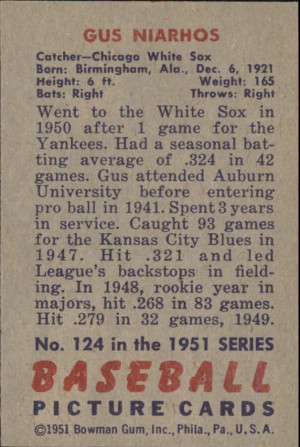 GUS NIARHOS
Catcher—Chicago White Sox
Born: Birmingham, Ala., Dec. 6, 1921
Height: 6 ft. Weight: 165
Bats: Right Throws: Right
Went to the White Sox in
1950 after 1 game for the
Yankees. Had a seasonal bat-
ting average of .324 in 42
games. Gus attended Auburn
University before entering
pro ball in 1941. Spent 3 years
in service. Caught 93 games
for the Kansas City Blues in
1947. Hit .321 and led
League's backstops in field-
ing. In 1948, rookie year in
majors, hit .268 in 83 games.
Hit .279 in 32 games, 1949.
No. 124 in the 1951 SERIES
BASEBALL
PICTURE CARDS
©1951 Bowman Gum, Inc., Phila., Pa., U.S.A.